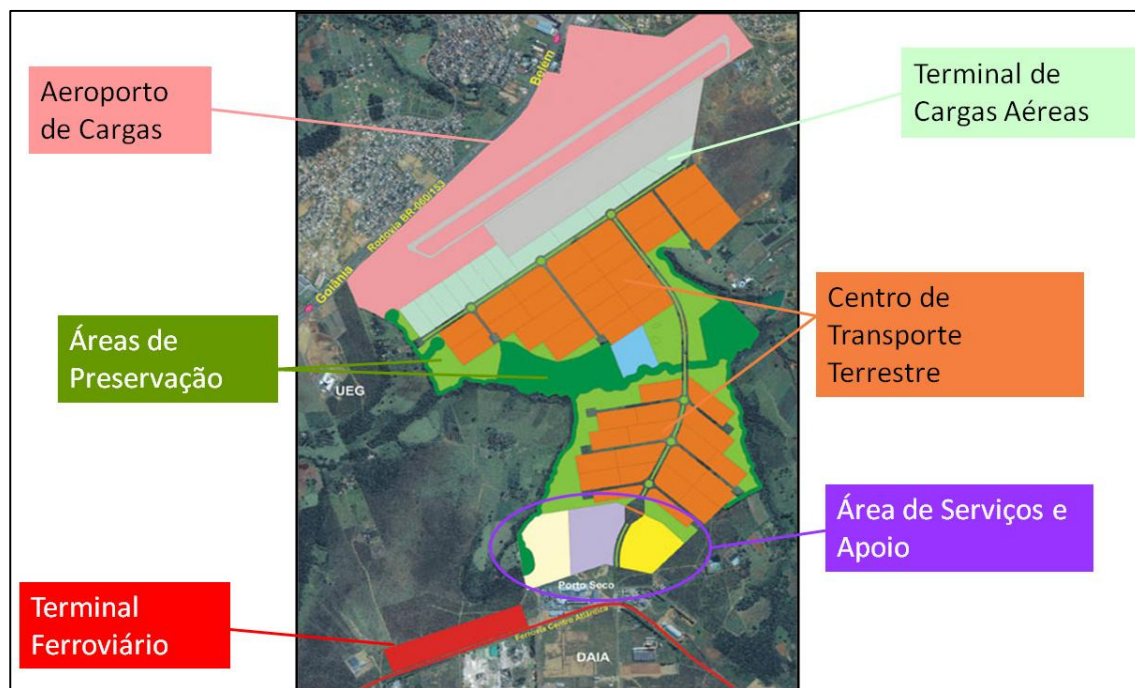 Aeroporto
de Cargas
Terminal de
Cargas Aéreas
Belem
Rodovia BR-060/153
Goiânia
Áreas de
Preservação
UEG
Centro de
Transporte
Terrestre
Área de Serviços e
Apoio
Porto Seco
Terminal
Ferroviário
Ferrovia Centro Atlântica
DAIA